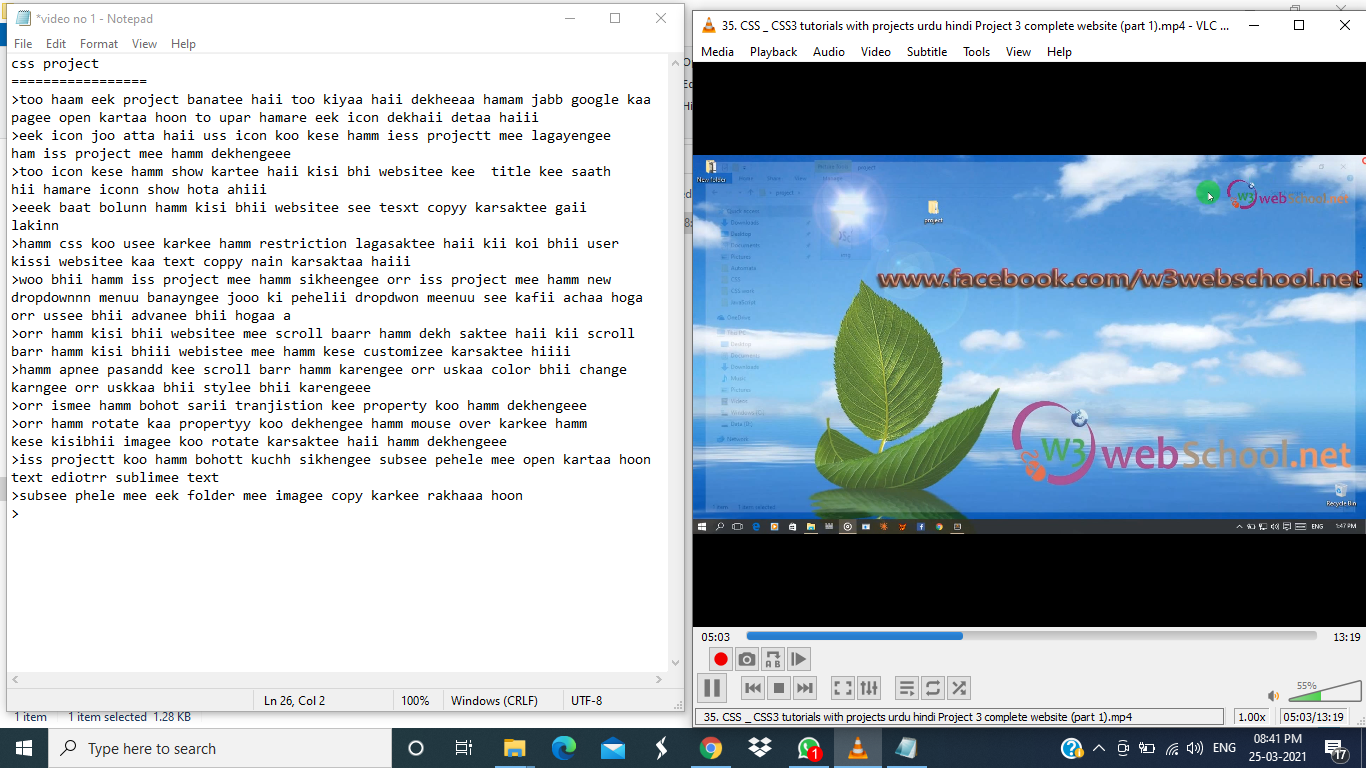 *video no 1 - Notepad
File Edit Format View Help
css project
=================
>too haam eek project banatee haii too kiyaa haii dekheeaa hamam jabb google kaa
pagee open kartaa hoon to upar hamare eek icon dekhaii detaa haiii
>eek icon joo atta haii uss icon koo kese hamm iess projectt mee lagayengee
ham iss project mee hamm dekhengeee
>too icon kese hamm show kartee haii kisi bhi websitee kee  title kee saath
hii hamare iconn show hota ahiii
>eeek baat bolunn hamm kisi bhii websitee see tesxt copyy karsaktee gaii
lakinn
>hamm css koo usee karkee hamm restriction lagasaktee haii kii koi bhii user
kissi websitee kaa text coppy nain karsaktaa haiii
>woo bhii hamm iss project mee hamm sikheengee orr iss project mee hamm new
dropdownnn menuu banayngee jooo ki pehelii dropdwon meenuu see kafii achaa hoga
orr ussee bhii advanee bhii hogaa a
>orr hamm kisi bhii websitee mee scroll baarr hamm dekh saktee haii kii scroll
barr hamm kisi bhiii webistee mee hamm kese customizee karsaktee hiiii
>hamm apnee pasandd kee scroll barr hamm karengee orr uskaa color bhii change
karngee orr uskkaa bhii stylee bhii karengeee
>orr ismee hamm bohot sarii tranjistion kee property koo hamm dekhengeee
>orr hamm rotate kaa propertyy koo dekhengee hamm mouse over karkee hamm
kese kisibhii imagee koo rotate karsaktee haii hamm dekhengeee
>iss projectt koo hamm bohott kuchh sikhengee subsee pehele mee open kartaa hoon
text ediotrr sublimee text
>subsee phele mee eek folder mee imagee copy karkee rakhaaa hoon
>
Ln 26, Col 2 100% Windows (CRLF) UTF-8
1 item 1 item selected 1.28 KB
35. CSS _ CSS3 tutorials with projects urdu hindi Project 3 complete website (part 1).mp4 - VLC ...
Media Playback Audio Video Subtitle Tools View Help
New folder
project
W3 webSchool.net
www.facebook.com/w3webschool.net
W3 webSchool.net
Recycle Bin
ENG 1:47 PM
05:03 13:19
55%
35. CSS _ CSS3 tutorials with projects urdu hindi Project 3 complete website (part 1).mp4 1.00x 05:03/13:19
Type here to search
1
ENG
08:41 PM
25-03-2021
17